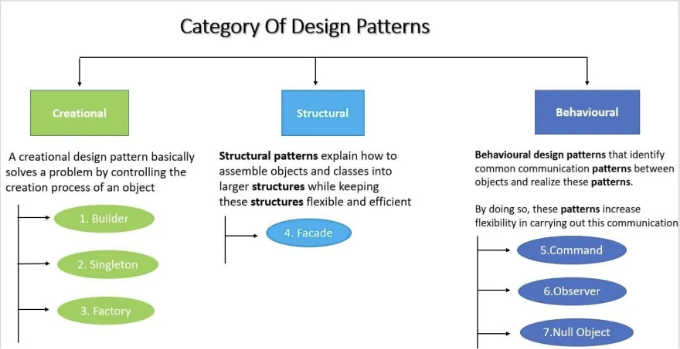 Category Of Design Patterns
Creational
Structural
Behavioural
A creational design pattern basically
solves a problem by controlling the
creation process of an object
Structural patterns explain how to
assemble objects and classes into
larger structures while keeping
these structures flexible and efficient
Behavioural design patterns that identify
common communication patterns between
objects and realize these patterns.
By doing so, these patterns increase
flexibility in carrying out this communication
1. Builder
2. Singleton
3. Factory
4. Facade
5.Command
6.Observer
7.Null Object